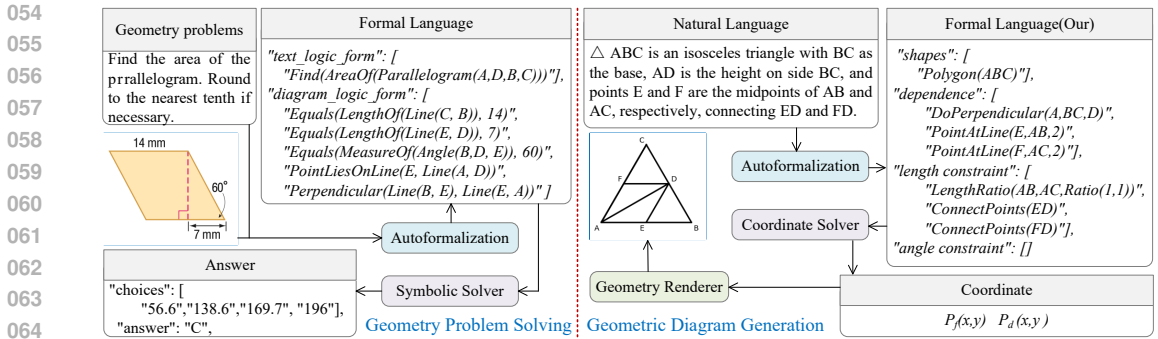 054
055
056
057
058
059
060
061
062
063
064
Geometry problems
Find the area of the
prrallelogram. Round
to the nearest tenth if
necessary.
14 mm
60°
7 mm
Formal Language
"text_logic_form": [
"Find(AreaOf(Parallelogram(A,D,B,C)))"],
"diagram_logic_form": [
"Equals(LengthOf(Line(C, B)), 14)",
"Equals(LengthOf(Line(E, D)), 7)",
"Equals(MeasureOf(Angle(B,D, E)), 60)",
"PointLiesOnLine(E, Line(A, D))",
"Perpendicular(Line(B, E), Line(E, A))" ]
Autoformalization
Symbolic Solver
Answer
"choices": [
"56.6","138.6","169.7", "196"],
"answer": "C",
Geometry Problem Solving
Natural Language
△ ABC is an isosceles triangle with BC as
the base, AD is the height on side BC, and
points E and F are the midpoints of AB and
AC, respectively, connecting ED and FD.
C
F
D
A
E
B
Autoformalization
Coordinate Solver
Geometry Renderer
Formal Language(Our)
"shapes": [
"Polygon(ABC)"],
"dependence": [
"DoPerpendicular(A,BC,D)",
"PointAtLine(E,AB,2)",
"PointAtLine(F,AC,2)"],
"length constraint": [
"LengthRatio(AB,AC,Ratio(1,1))",
"ConnectPoints(ED)",
"ConnectPoints(FD)"],
"angle constraint": []
Coordinate
Pf(x,y) Pd(x,y)
Geometric Diagram Generation